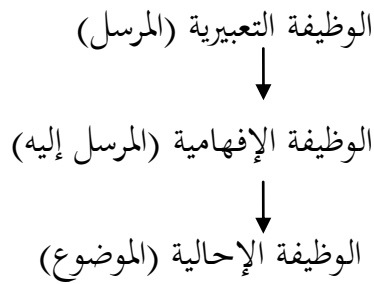 الوظيفة التعبيرية (المرسل)
الوظيفة الإفهامية (المرسل إليه)
الوظيفة الإحالية (الموضوع)